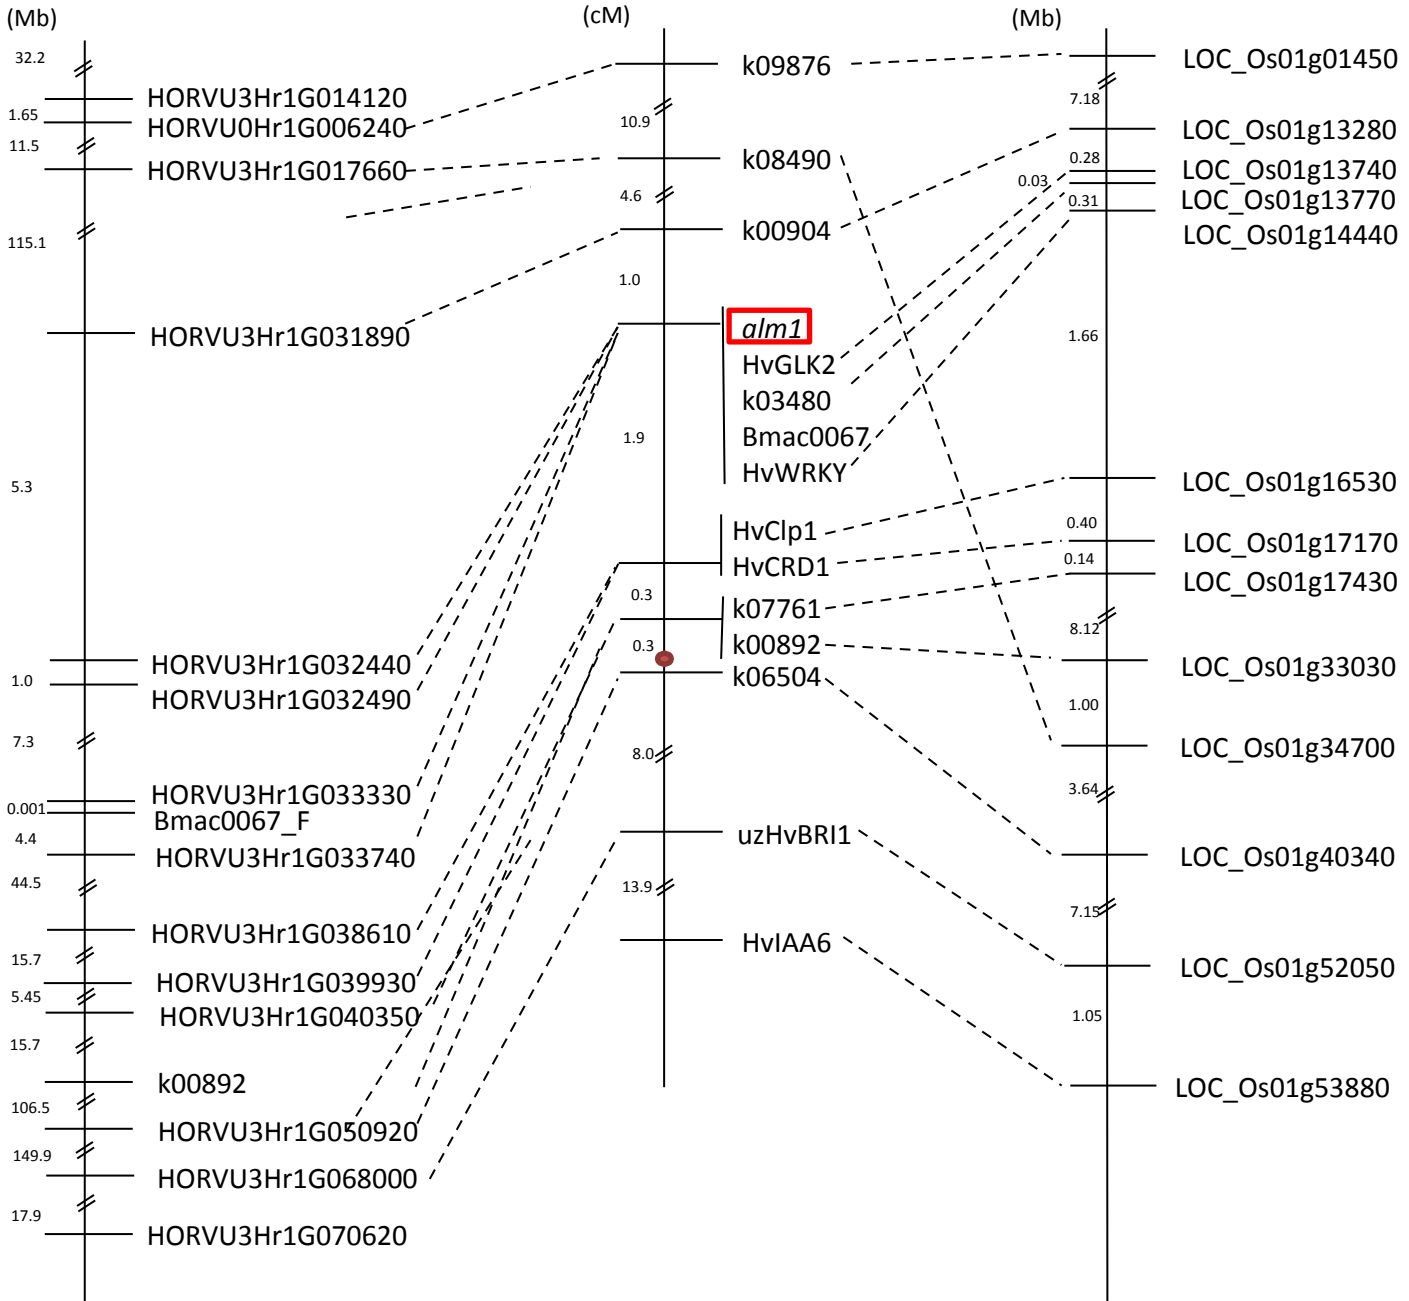 (Mb)
32.2
HORVU3Hr1G014120
1.65
HORVU0Hr1G006240
11.5
HORVU3Hr1G017660
115.1
HORVU3Hr1G031890
5.3
HORVU3Hr1G032440
1.0
HORVU3Hr1G032490
7.3
HORVU3Hr1G033330
0.001
Bmac0067_F
4.4
HORVU3Hr1G033740
44.5
HORVU3Hr1G038610
15.7
HORVU3Hr1G039930
5.45
HORVU3Hr1G040350
15.7
k00892
106.5
HORVU3Hr1G050920
149.9
HORVU3Hr1G068000
17.9
HORVU3Hr1G070620
(cM)
k09876
10.9
k08490
4.6
k00904
1.0
alm1
HvGLK2
k03480
Bmac0067
HvWRKY
1.9
HvClp1
HvCRD1
0.3
k07761
k00892
0.3
k06504
8.0
uzHvBRI1
13.9
HvIAA6
(Mb)
LOC_Os01g01450
7.18
LOC_Os01g13280
0.28
LOC_Os01g13740
0.03
LOC_Os01g13770
0.31
LOC_Os01g14440
1.66
LOC_Os01g16530
0.40
LOC_Os01g17170
0.14
LOC_Os01g17430
8.12
LOC_Os01g33030
1.00
LOC_Os01g34700
3.64
LOC_Os01g40340
7.15
LOC_Os01g52050
1.05
LOC_Os01g53880